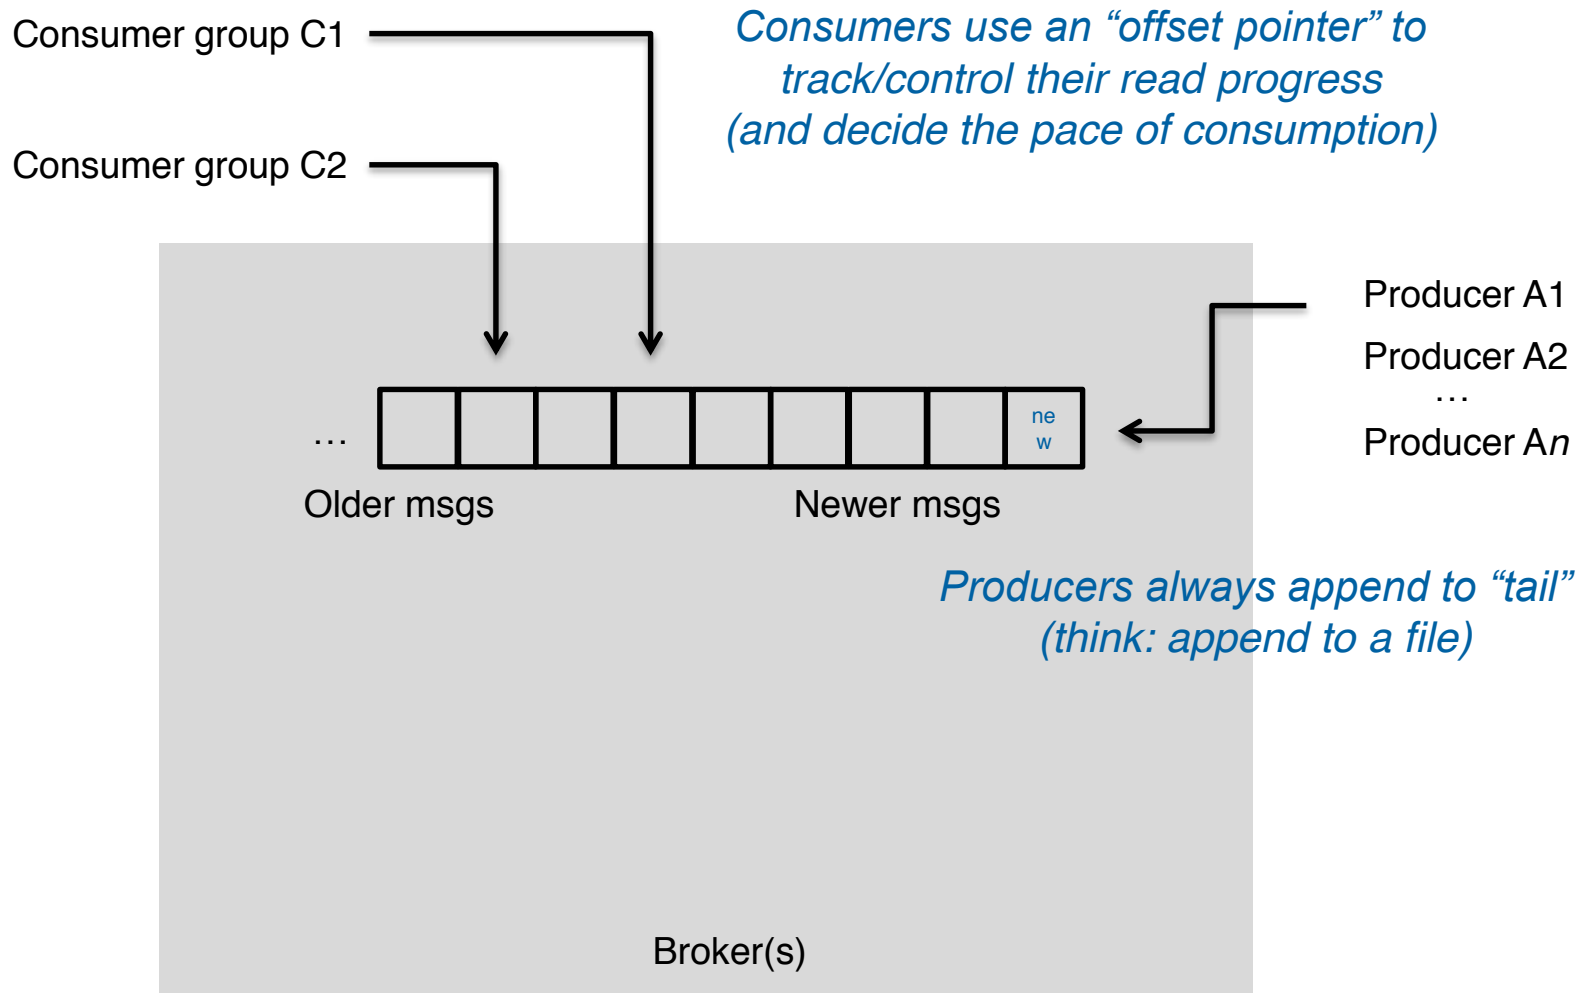 Consumer group C1
Consumers use an “offset pointer” to
track/control their read progress
(and decide the pace of consumption)
Consumer group C2
Producer A1
Producer A2
…
Producer An
…
ne
w
Older msgs
Newer msgs
Producers always append to “tail”
(think: append to a file)
Broker(s)